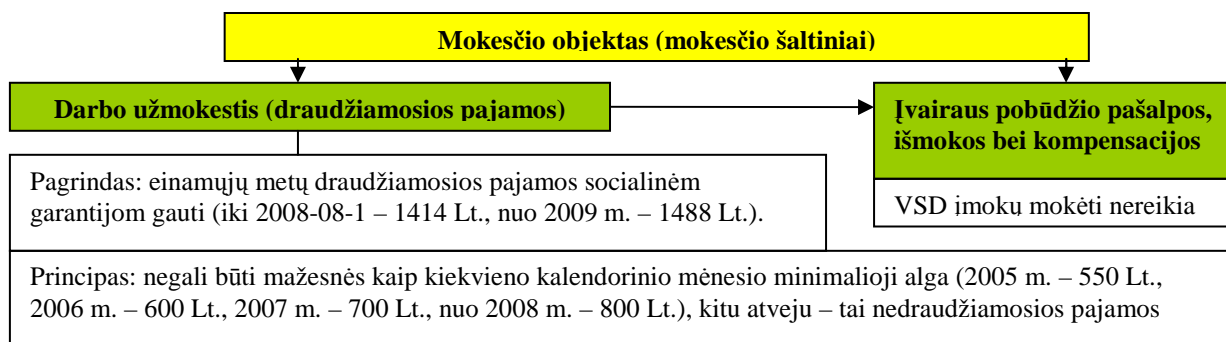 Mokesčio objektas (mokesčio šaltiniai)
Darbo užmokestis (draudžiamosios pajamos)
Įvairaus pobūdžio pašalpos,
išmokos bei kompensacijos
Pagrindas: einamųjų metų draudžiamosios pajamos socialinėm
garantijom gauti (iki 2008-08-1 – 1414 Lt., nuo 2009 m. – 1488 Lt.).
VSD įmokų mokėti nereikia
Principas: negali būti mažesnės kaip kiekvieno kalendorinio mėnesio minimalioji alga (2005 m. – 550 Lt.,
2006 m. – 600 Lt., 2007 m. – 700 Lt., nuo 2008 m. – 800 Lt.), kitu atveju – tai nedraudžiamosios pajamos